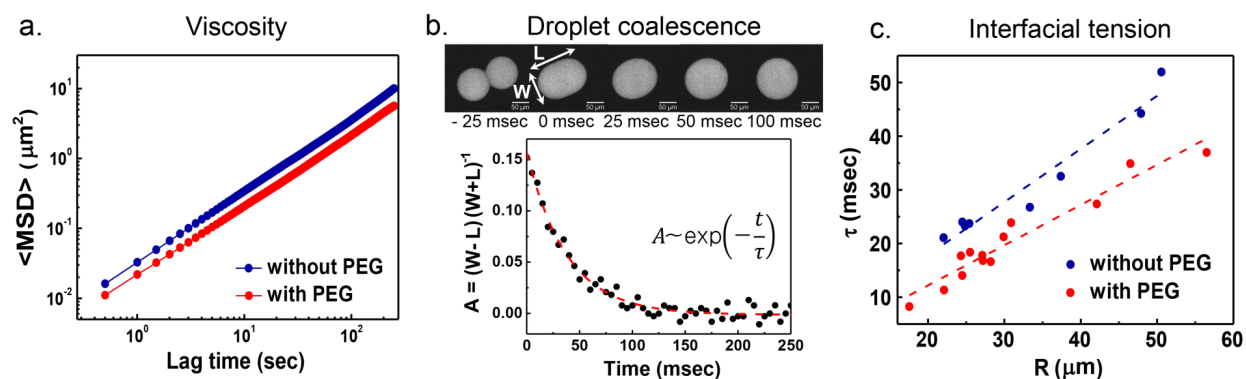 a.
Viscosity
<MSD> ( μm²)
10¹
10⁰
10⁻¹
10⁻²
without PEG
with PEG
10⁰
10¹
10²
Lag time (sec)
b.
Droplet coalescence
L
W
50 μm
50 μm
50 μm
50 μm
50 μm
- 25 msec
0 msec
25 msec
50 msec
100 msec
A = (W- L) (W+L)⁻¹
0.15
0.10
0.05
0.00
A~exp(-t/τ)
0
50
100
150
200
250
Time (msec)
c.
Interfacial tension
τ (msec)
50
40
30
20
10
without PEG
with PEG
20
30
40
50
60
R (μm)